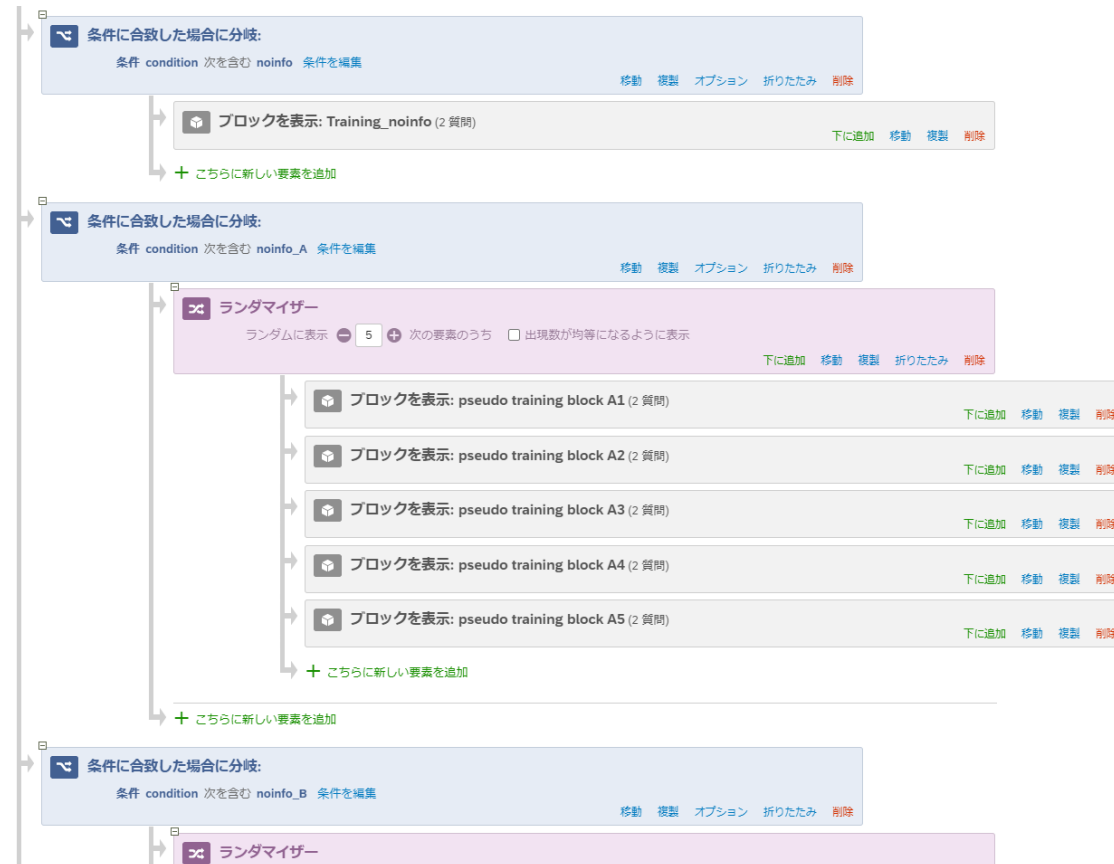 条件に合致した場合に分岐:
条件 condition 次を含む noinfo 条件を編集
移動 複製 オプション 折りたたみ 削除
ブロックを表示: Training_noinfo (2 質問)
下に追加 移動 複製 削除
+ こちらに新しい要素を追加
条件に合致した場合に分岐:
条件 condition 次を含む noinfo_A 条件を編集
移動 複製 オプション 折りたたみ 削除
ランダマイザー
ランダムに表示 5 次の要素のうち 出現数が均等になるように表示
下に追加 移動 複製 折りたたみ 削除
ブロックを表示: pseudo training block A1 (2 質問)
下に追加 移動 複製 削除
ブロックを表示: pseudo training block A2 (2 質問)
下に追加 移動 複製 削除
ブロックを表示: pseudo training block A3 (2 質問)
下に追加 移動 複製 削除
ブロックを表示: pseudo training block A4 (2 質問)
下に追加 移動 複製 削除
ブロックを表示: pseudo training block A5 (2 質問)
下に追加 移動 複製 削除
+ こちらに新しい要素を追加
+ こちらに新しい要素を追加
条件に合致した場合に分岐:
条件 condition 次を含む noinfo_B 条件を編集
移動 複製 オプション 折りたたみ 削除
ランダマイザー